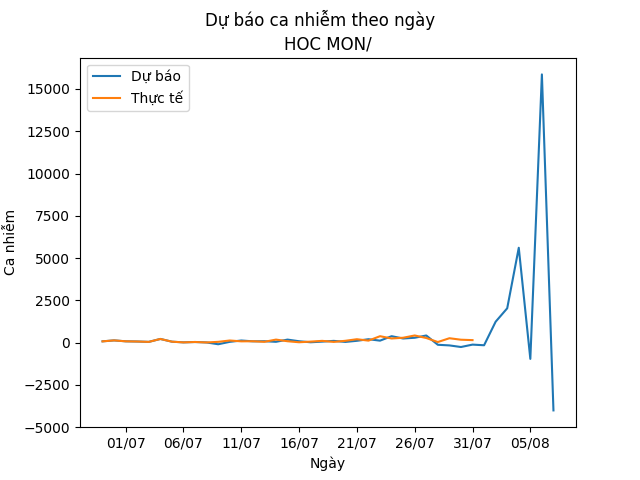 Dự báo ca nhiễm theo ngày
HOC MON/
Dự báo
Thực tế
15000
12500
10000
7500
5000
2500
0
−2500
−5000
Ca nhiễm
01/07 06/07 11/07 16/07 21/07 26/07 31/07 05/08
Ngày